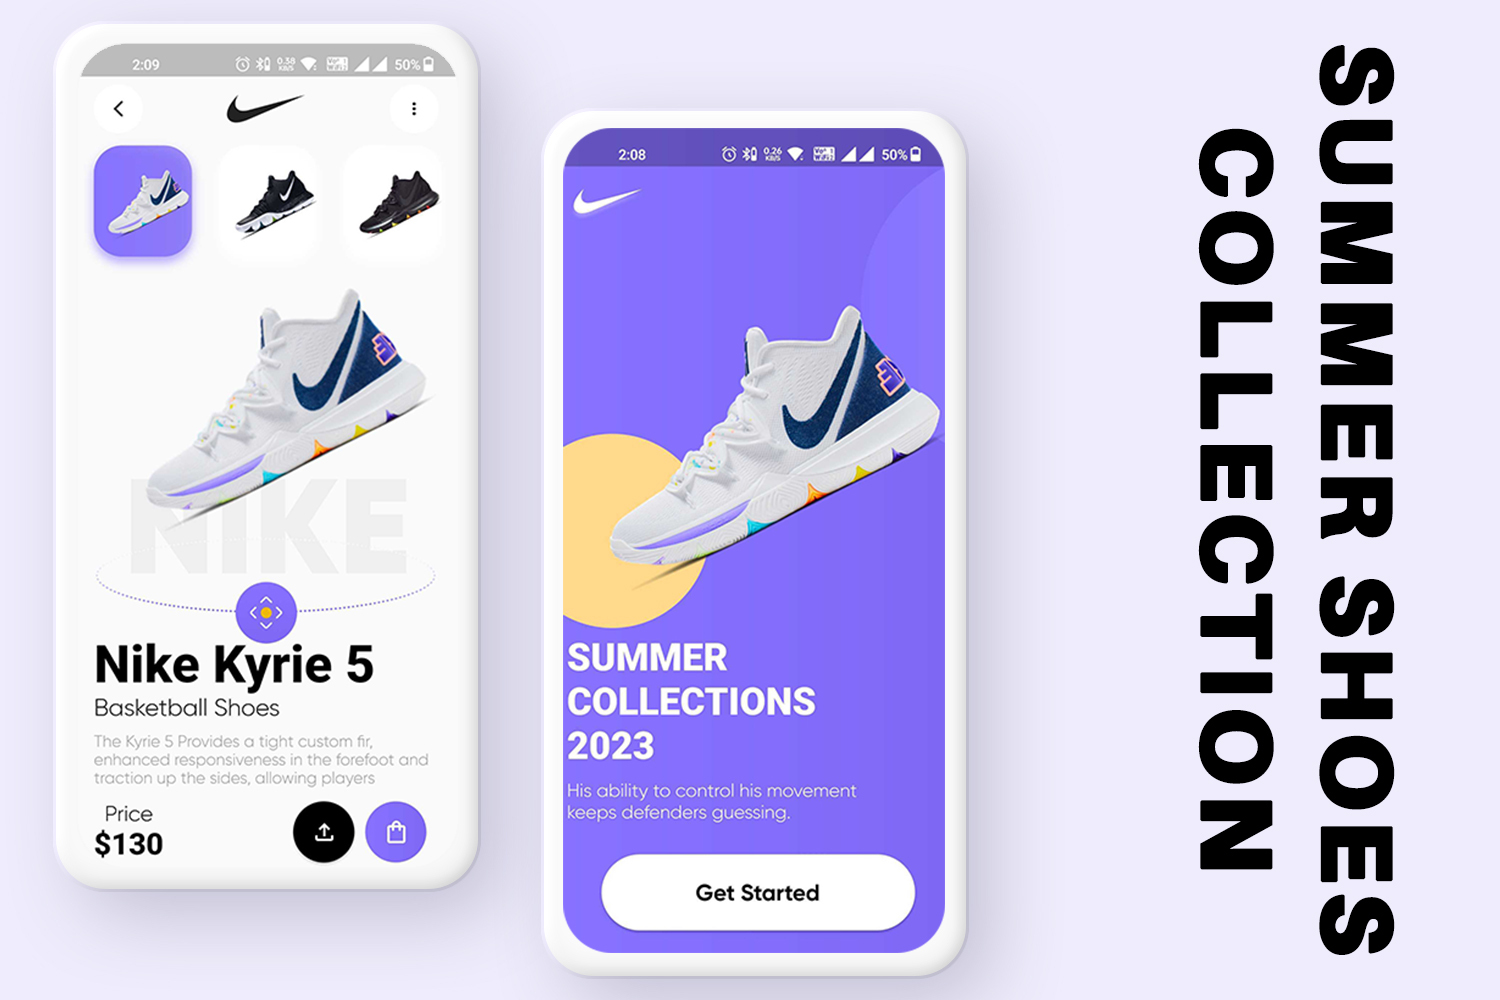 2:09
0.38
KB/S
50%
NIKE
Nike Kyrie 5
Basketball Shoes
The Kyrie 5 Provides a tight custom fir,
enhanced responsiveness in the forefoot and
traction up the sides, allowing players
Price
$130
2:08
0.26
KB/S
50%
SUMMER
COLLECTIONS
2023
His ability to control his movement
keeps defenders guessing.
Get Started
SUMMER SHOES
COLLECTION